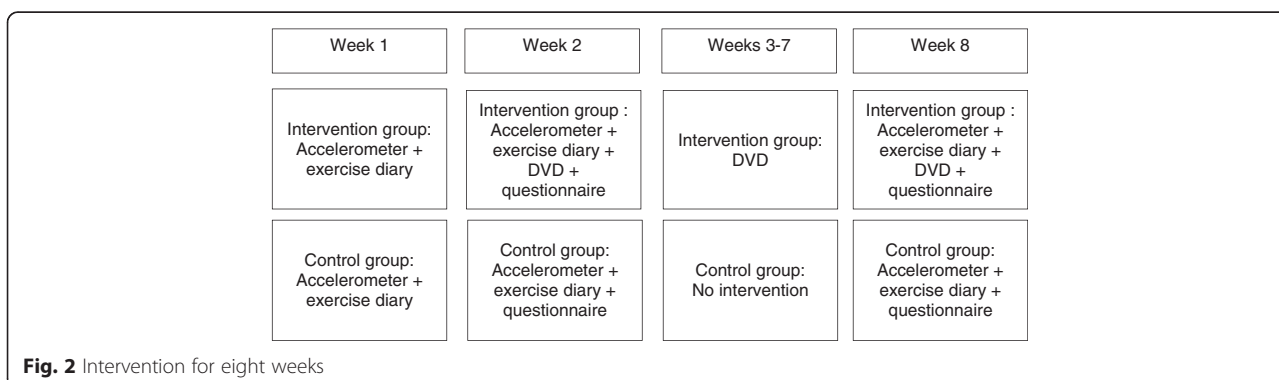 Week 1
Week 2
Weeks 3-7
Week 8
Intervention group:
Accelerometer +
exercise diary
Intervention group :
Accelerometer +
exercise diary +
DVD +
questionnaire
Intervention group:
DVD
Intervention group :
Accelerometer +
exercise diary +
DVD +
questionnaire
Control group:
Accelerometer +
exercise diary
Control group:
Accelerometer +
exercise diary +
questionnaire
Control group:
No intervention
Control group:
Accelerometer +
exercise diary +
questionnaire
Fig. 2 Intervention for eight weeks